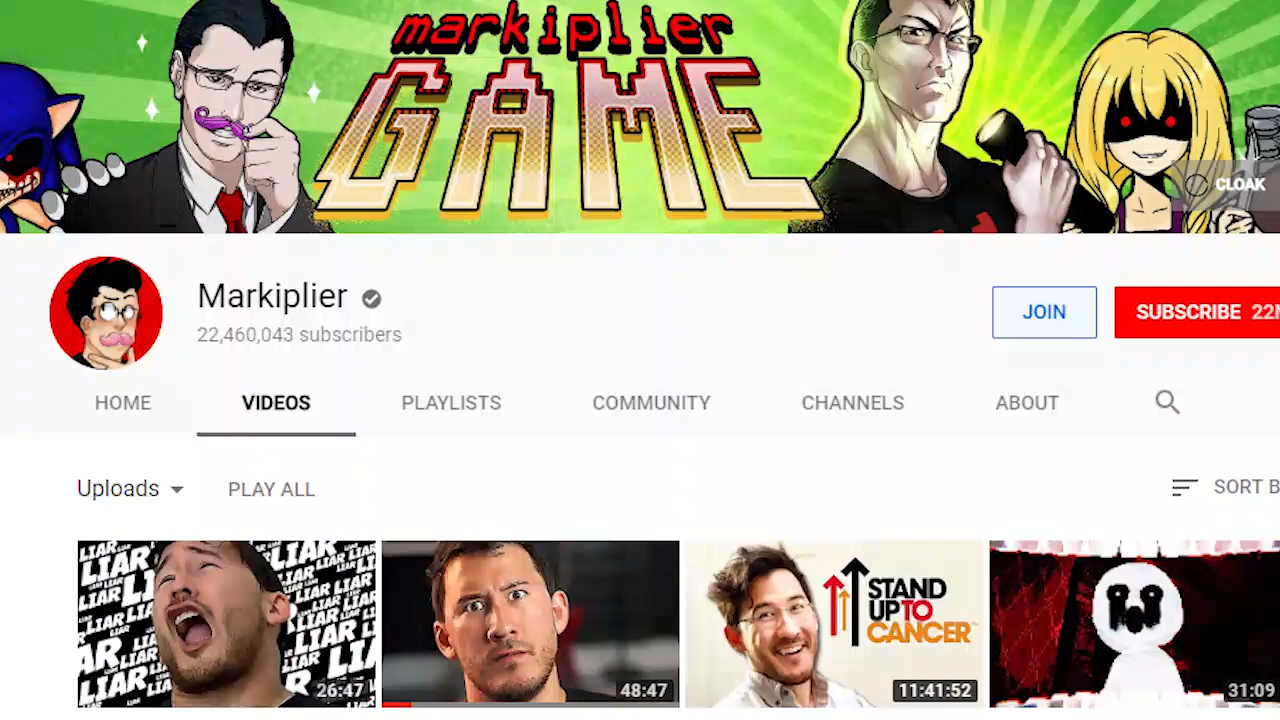 markiplier
GAME
CLOAK
Markiplier
22,460,043 subscribers
JOIN
SUBSCRIBE 22
HOME
VIDEOS
PLAYLISTS
COMMUNITY
CHANNELS
ABOUT
Uploads
PLAY ALL
SORT B
LIAR
26:47
48:47
STAND
UP TO
CANCER
11:41:52
31:09